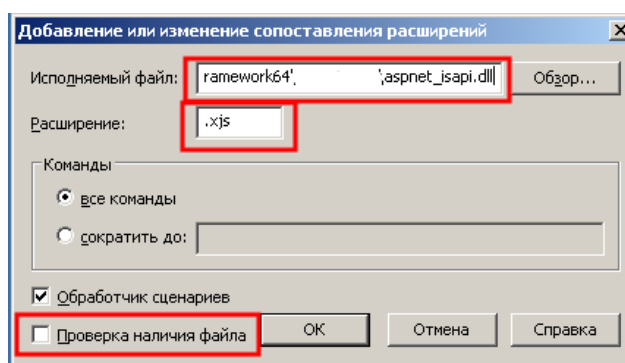 Добавление или изменение сопоставления расширений
Исполняемый файл: ramework64\ \aspnet_isapi.dll Обзор...
Расширение: .xjs
Команды
все команды
сократить до:
Обработчик сценариев
Проверка наличия файла ОК Отмена Справка